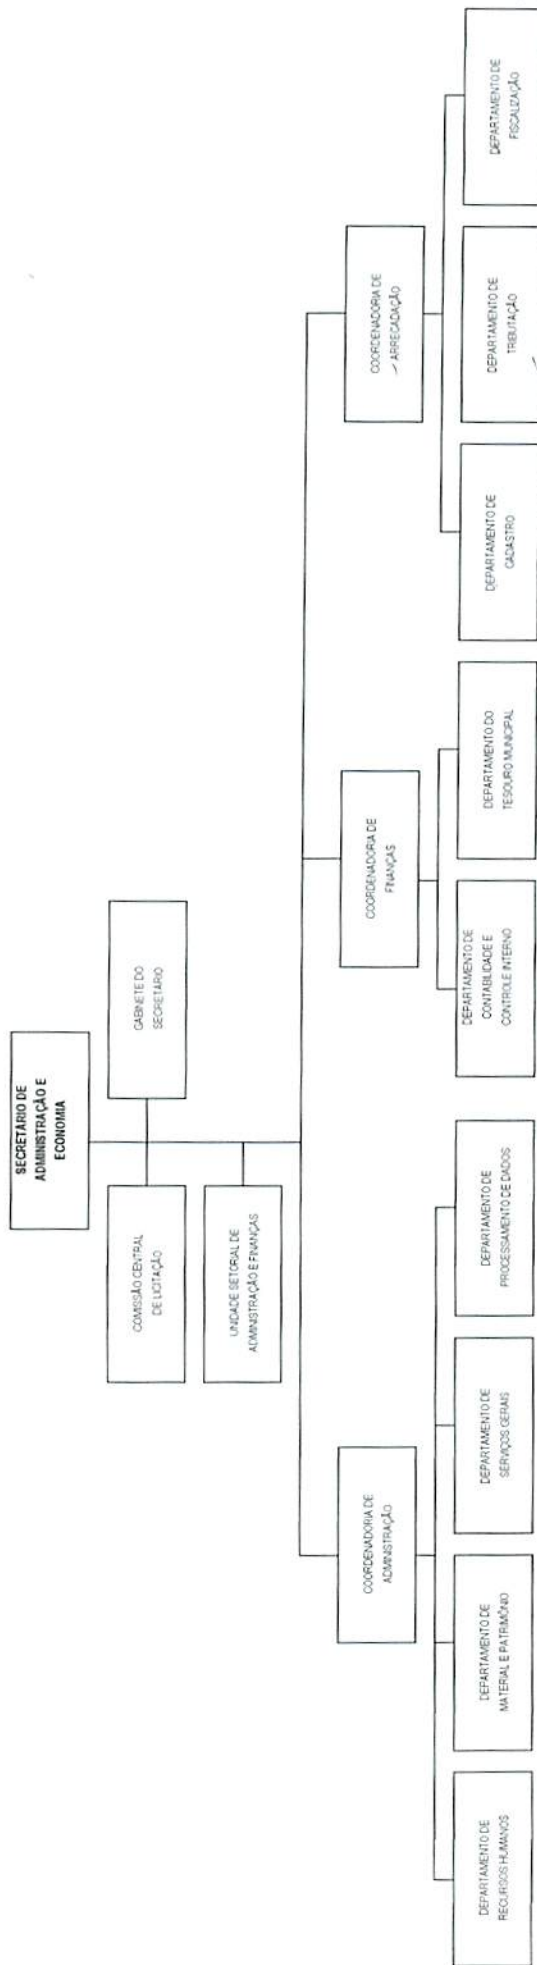 SECRETÁRIO DE
ADMINISTRAÇÃO E
ECONOMIA
COMISSÃO CENTRAL
DE LICITAÇÃO
GABINETE DO
SECRETÁRIO
UNIDADE SETORIAL DE
ADMINISTRAÇÃO E FINANÇAS
COORDENADORIA DE
ADMINISTRAÇÃO
COORDENADORIA DE
FINANÇAS
COORDENADORIA DE
ARRECADAÇÃO
DEPARTAMENTO DE
RECURSOS HUMANOS
DEPARTAMENTO DE
MATERIAL E PATRIMÔNIO
DEPARTAMENTO DE
SERVIÇOS GERAIS
DEPARTAMENTO DE
PROCESSAMENTO DE DADOS
DEPARTAMENTO DE
CONTABILIDADE E
CONTROLE INTERNO
DEPARTAMENTO DO
TESOURO MUNICIPAL
DEPARTAMENTO DE
CADASTRO
DEPARTAMENTO DE
TRIBUTAÇÃO
DEPARTAMENTO DE
FISCALIZAÇÃO